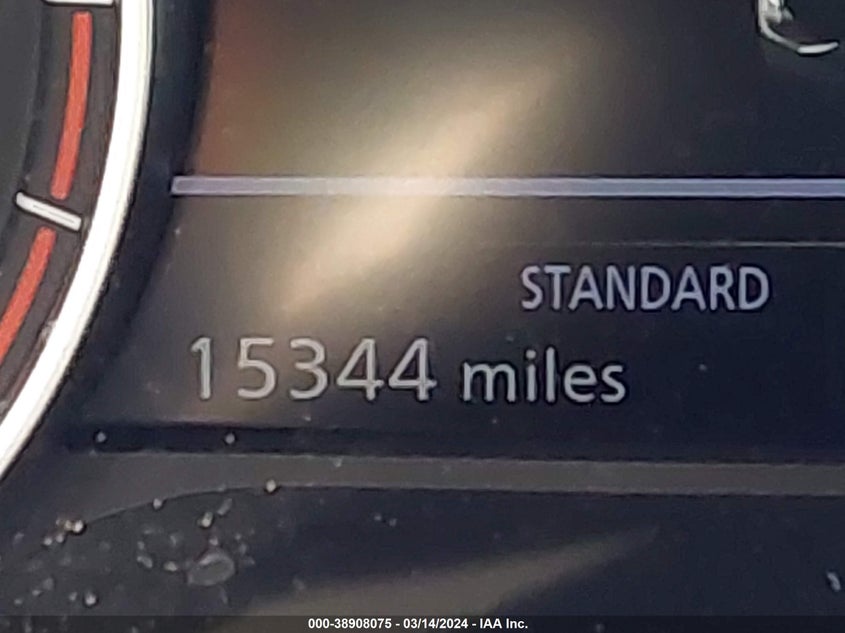 STANDARD
15344 miles
000-38908075 - 03/14/2024 - IAA Inc.